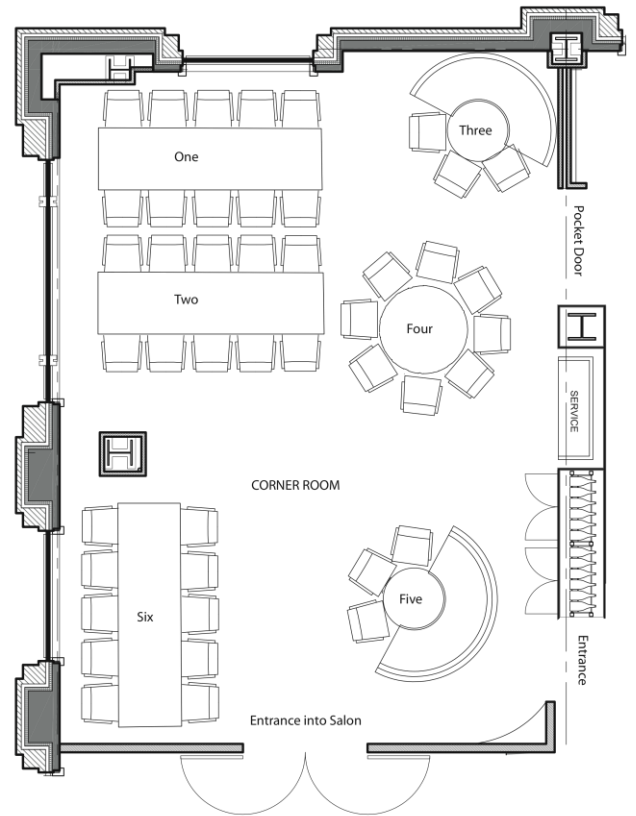 One
Three
Pocket Door
Two
Four
SERVICE
CORNER ROOM
Six
Five
Entrance
Entrance into Salon